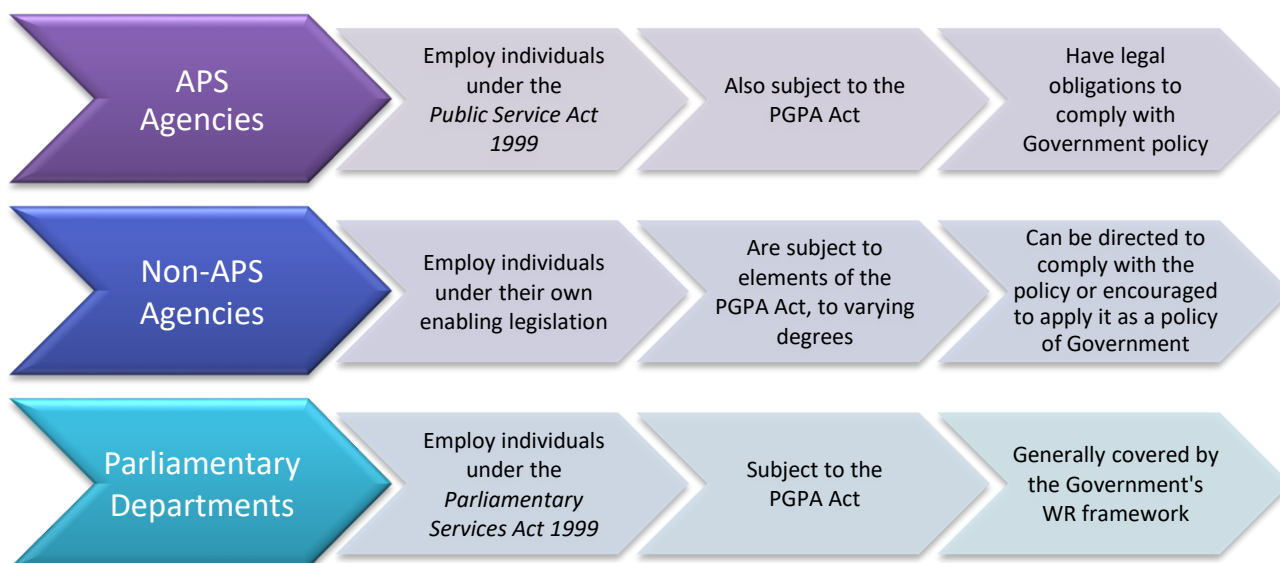 APS
Agencies
Employ individuals
under the
Public Service Act
1999
Also subject to the
PGPA Act
Have legal
obligations to
comply with
Government policy
Non-APS
Agencies
Employ individuals
under their own
enabling legislation
Are subject to
elements of the
PGPA Act, to varying
degrees
Can be directed to
comply with the
policy or encouraged
to apply it as a policy
of Government
Parliamentary
Departments
Employ individuals
under the
Parliamentary
Services Act 1999
Subject to the
PGPA Act
Generally covered by
the Government's
WR framework